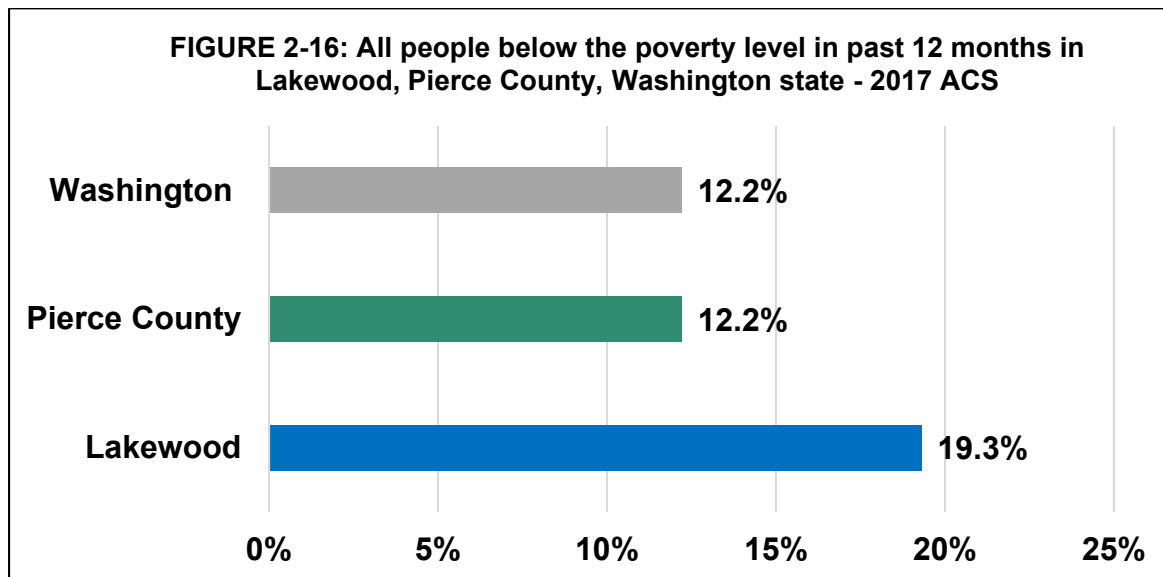 FIGURE 2-16: All people below the poverty level in past 12 months in
Lakewood, Pierce County, Washington state - 2017 ACS
Washington 12.2%
Pierce County 12.2%
Lakewood 19.3%
0% 5% 10% 15% 20% 25%